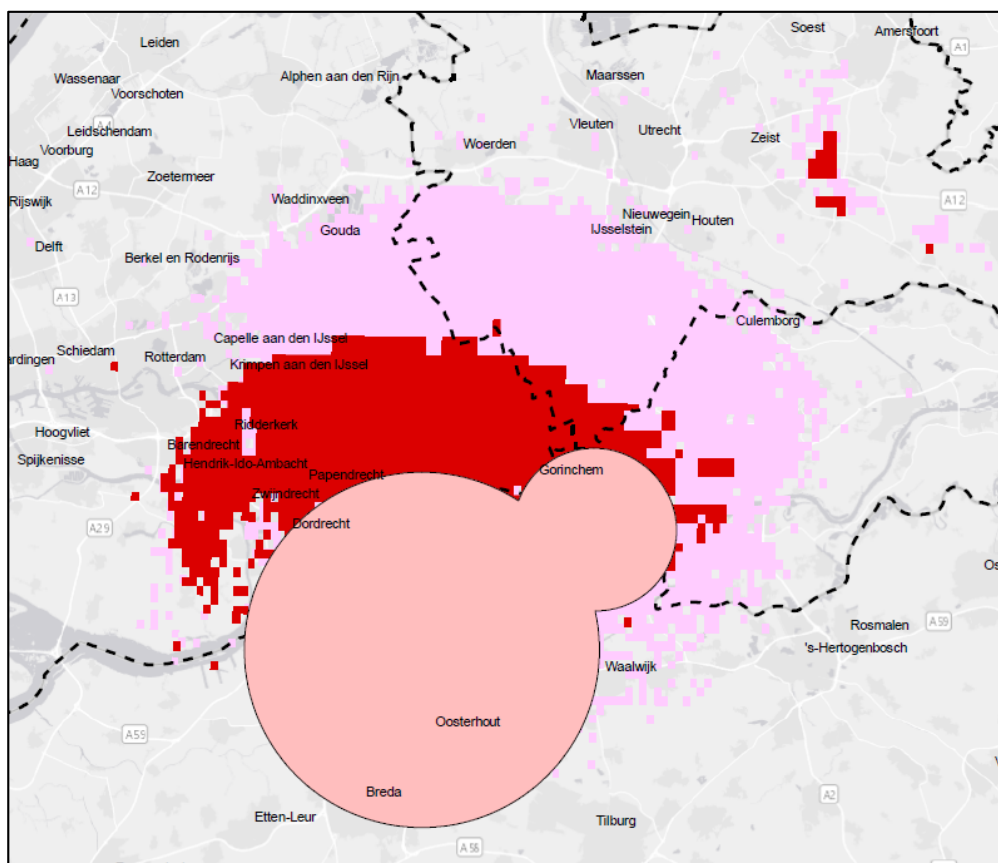 Soest
Amersfoort
Leiden
A1
Wassenaar
Alphen aan den Rijn
Maarssen
Voorschoten
Leidschendam
A4
Vleuten
Utrecht
Zeist
Voorburg
Woerden
Haag
Zoetermeer
A12
Rijswijk
Waddinxveen
A12
Gouda
Nieuwegein
Houten
IJsselstein
Delft
Berkel en Rodenrijs
A13
Culemborg
Capelle aan den IJssel
Schiedam
ardingen
Rotterdam
Krimpen aan den IJssel
Ridderkerk
Hoogvliet
Barendrecht
Spijkenisse
Hendrik-Ido-Ambacht
Gorinchem
Papendrecht
Zwijndrecht
A29
Dordrecht
Os
Rosmalen
A59
's-Hertogenbosch
Waalwijk
Oosterhout
A59
Breda
A2
Etten-Leur
Tilburg
A58